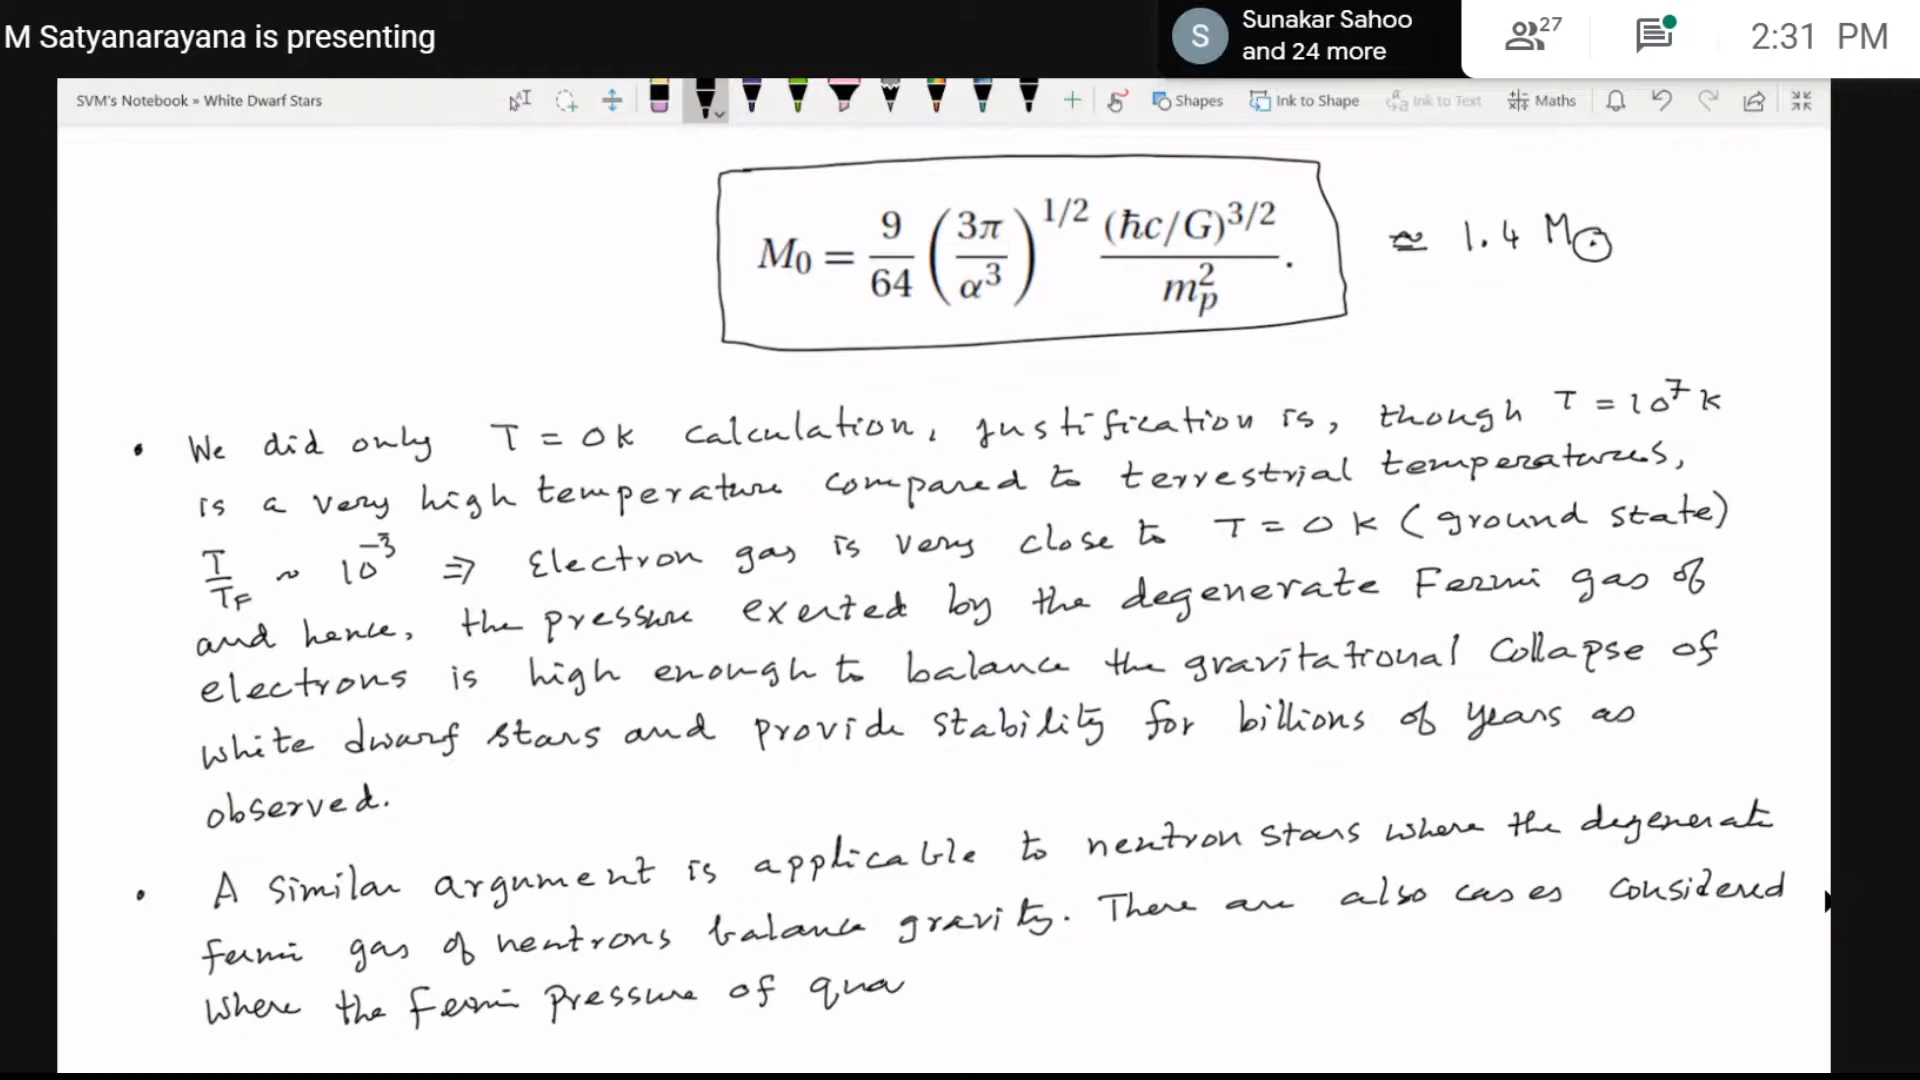 M Satyanarayana is presenting
Sunakar Sahoo
and 24 more
S
27
2:31 PM
SVM's Notebook » White Dwarf Stars
Shapes
Ink to Shape
Ink to Text
Maths
M₀ = 9/64 (3π/α³)^1/2 (ħc/G)^3/2 / m_p². ≃ 1.4 M⊙
• We did only T = 0K calculation, justification is, though T = 10⁷ K
is a very high temperature compared to terrestrial temperatures,
T/T_F ~ 10⁻³ ⇒ Electron gas is very close to T = 0 K (ground state)
and hence, the pressure exerted by the degenerate Fermi gas of
electrons is high enough to balance the gravitational collapse of
white dwarf stars and provide stability for billions of years as
observed.
• A similar argument is applicable to neutron stars where the degenerate
fermi gas of neutrons balance gravity. There are also cases considered
where the fermi pressure of qua